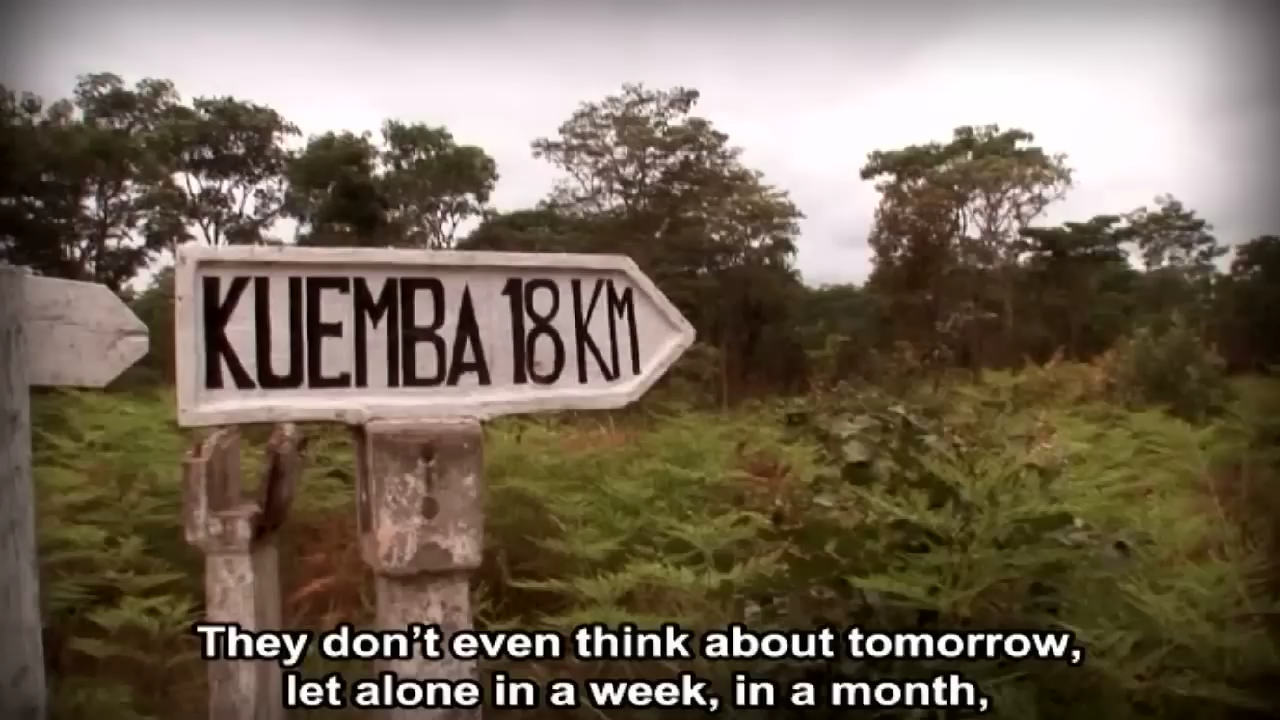 KUEMBA 18 KM
They don't even think about tomorrow,
let alone in a week, in a month,